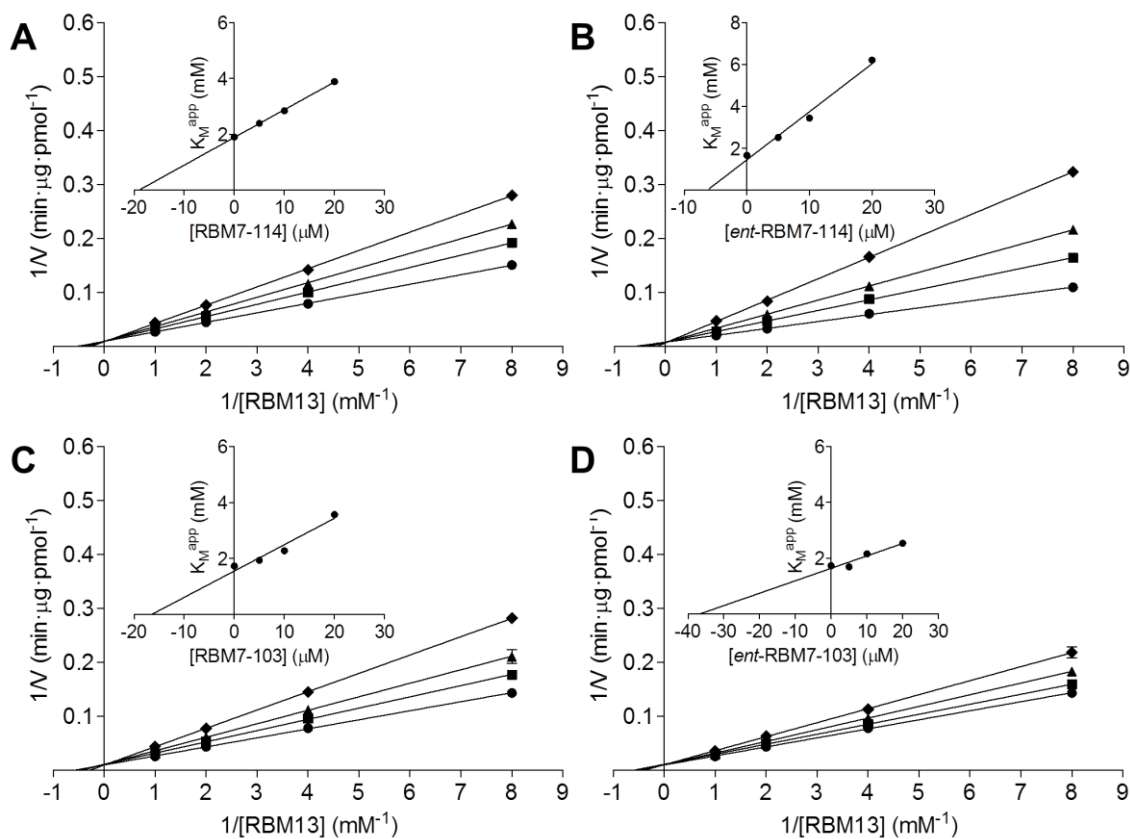 A
0.6
0.5
0.4
0.3
0.2
0.1
1/V (min·µg·pmol⁻¹)
-1 0 1 2 3 4 5 6 7 8 9
1/[RBM13] (mM⁻¹)
6
4
2
K_M^app (mM)
-20 -10 0 10 20 30
[RBM7-114] (µM)
B
0.6
0.5
0.4
0.3
0.2
0.1
1/V (min·µg·pmol⁻¹)
-1 0 1 2 3 4 5 6 7 8 9
1/[RBM13] (mM⁻¹)
8
6
4
2
K_M^app (mM)
-10 0 10 20 30
[ent-RBM7-114] (µM)
C
0.6
0.5
0.4
0.3
0.2
0.1
1/V (min·µg·pmol⁻¹)
-1 0 1 2 3 4 5 6 7 8 9
1/[RBM13] (mM⁻¹)
6
4
2
K_M^app (mM)
-20 -10 0 10 20 30
[RBM7-103] (µM)
D
0.6
0.5
0.4
0.3
0.2
0.1
1/V (min·µg·pmol⁻¹)
-1 0 1 2 3 4 5 6 7 8 9
1/[RBM13] (mM⁻¹)
6
4
2
K_M^app (mM)
-40 -30 -20 -10 0 10 20 30
[ent-RBM7-103] (µM)